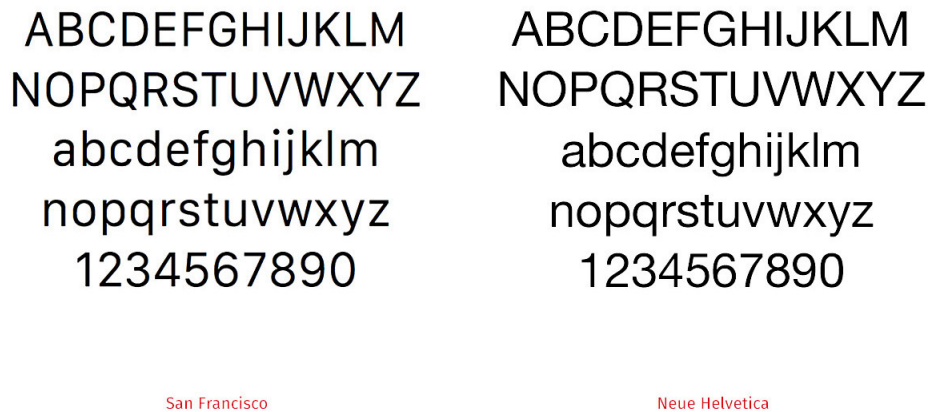 ABCDEFGHIJKLM
NOPQRSTUVWXYZ
abcdefghijklm
nopqrstuvwxyz
1234567890
San Francisco
ABCDEFGHIJKLM
NOPQRSTUVWXYZ
abcdefghijklm
nopqrstuvwxyz
1234567890
Neue Helvetica